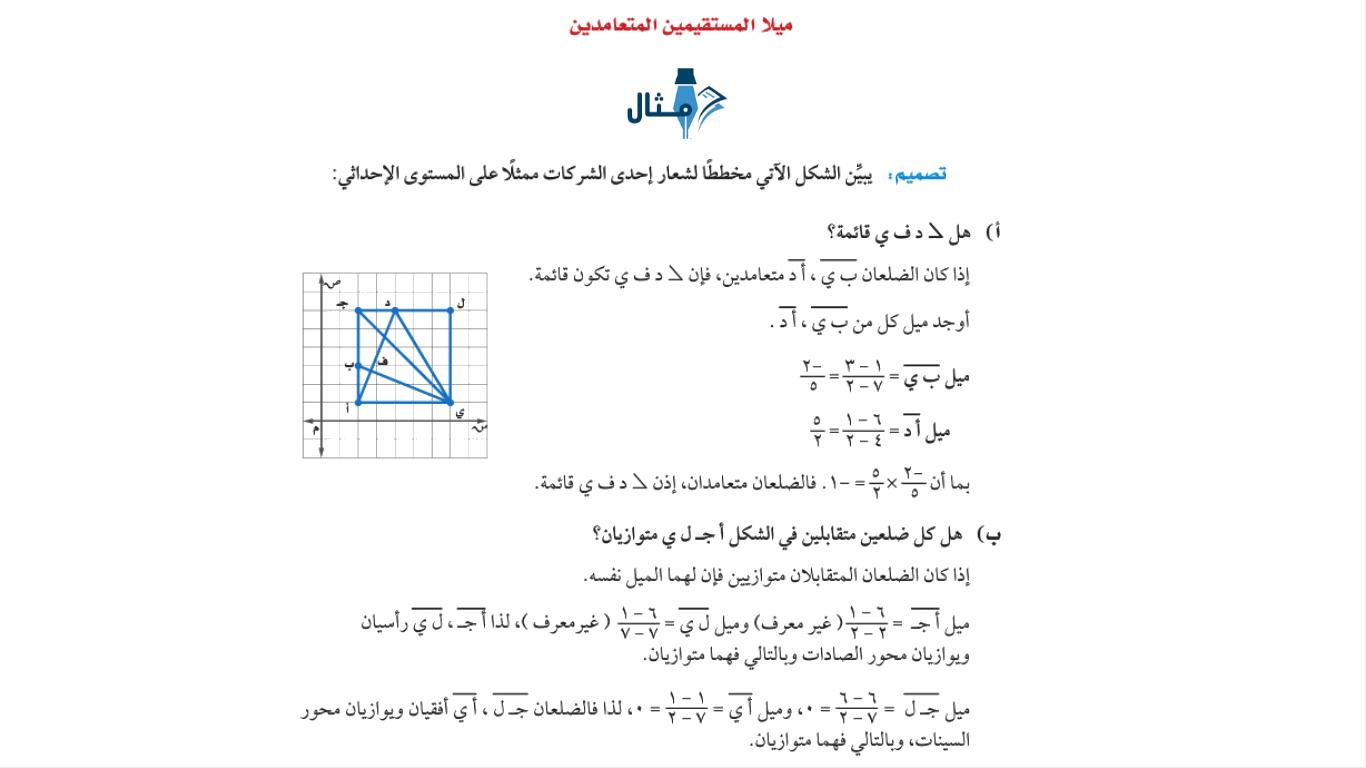 ميلا المستقيمين المتعامدين
مثال
تصميم: يبيِّن الشكل الآتي مخططًا لشعار إحدى الشركات ممثلًا على المستوى الإحداثي:
أ) هل ∠ د ف ي قائمة؟
إذا كان الضلعان ب ي ، أ د متعامدين، فإن ∠ د ف ي تكون قائمة.
أوجد ميل كل من ب ي ، أ د .
ميل ب ي = (١ – ٣)/(٧ – ٢) = –٢/٥
ميل أ د = (٦ – ١)/(٤ – ٢) = ٥/٢
بما أن –٢/٥ × ٥/٢ = –١. فالضلعان متعامدان، إذن ∠ د ف ي قائمة.
ب) هل كل ضلعين متقابلين في الشكل أ جـ ل ي متوازيان؟
إذا كان الضلعان المتقابلان متوازيين فإن لهما الميل نفسه.
ميل أ جـ = (٦ – ١)/(٢ – ٢) ( غير معرف) وميل ل ي = (٦ – ١)/(٧ – ٧) ( غيرمعرف )، لذا أ جـ ، ل ي رأسيان
ويوازيان محور الصادات وبالتالي فهما متوازيان.
ميل جـ ل = (٦ – ٦)/(٧ – ٢) = ٠، وميل أ ي = (١ – ١)/(٧ – ٢) = ٠، لذا فالضلعان جـ ل ، أ ي أفقيان ويوازيان محور
السينات، وبالتالي فهما متوازيان.
ص
جـ
د
ل
ب
ف
أ
ي
م
س